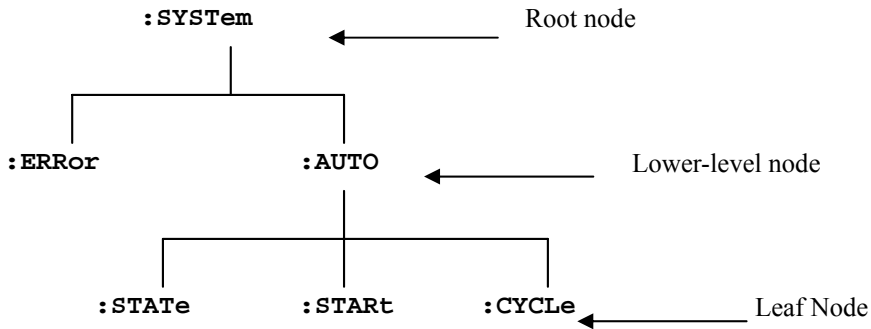 :SYSTem Root node
:ERRor :AUTO Lower-level node
:STATe :STARt :CYCLe Leaf Node